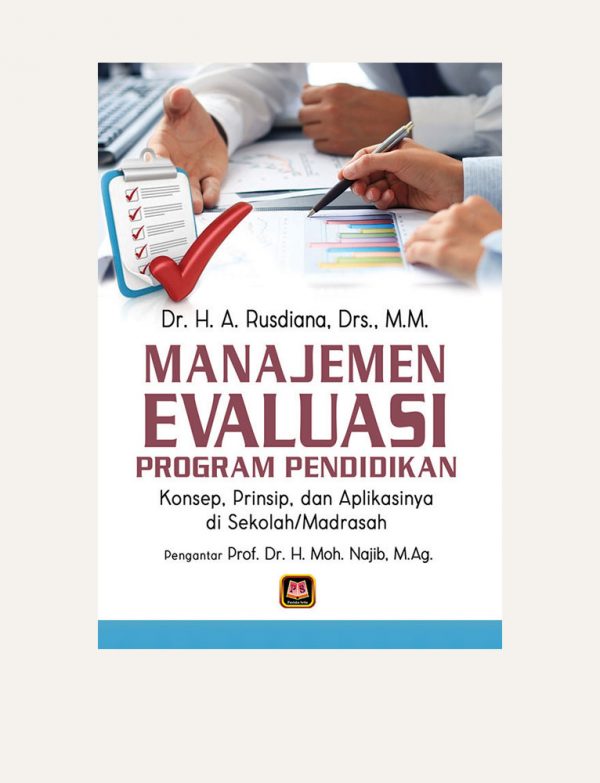 Dr. H. A. Rusdiana, Drs., M.M.
MANAJEMEN
EVALUASI
PROGRAM PENDIDIKAN
Konsep, Prinsip, dan Aplikasinya
di Sekolah/Madrasah
Pengantar Prof. Dr. H. Moh. Najib, M.Ag.